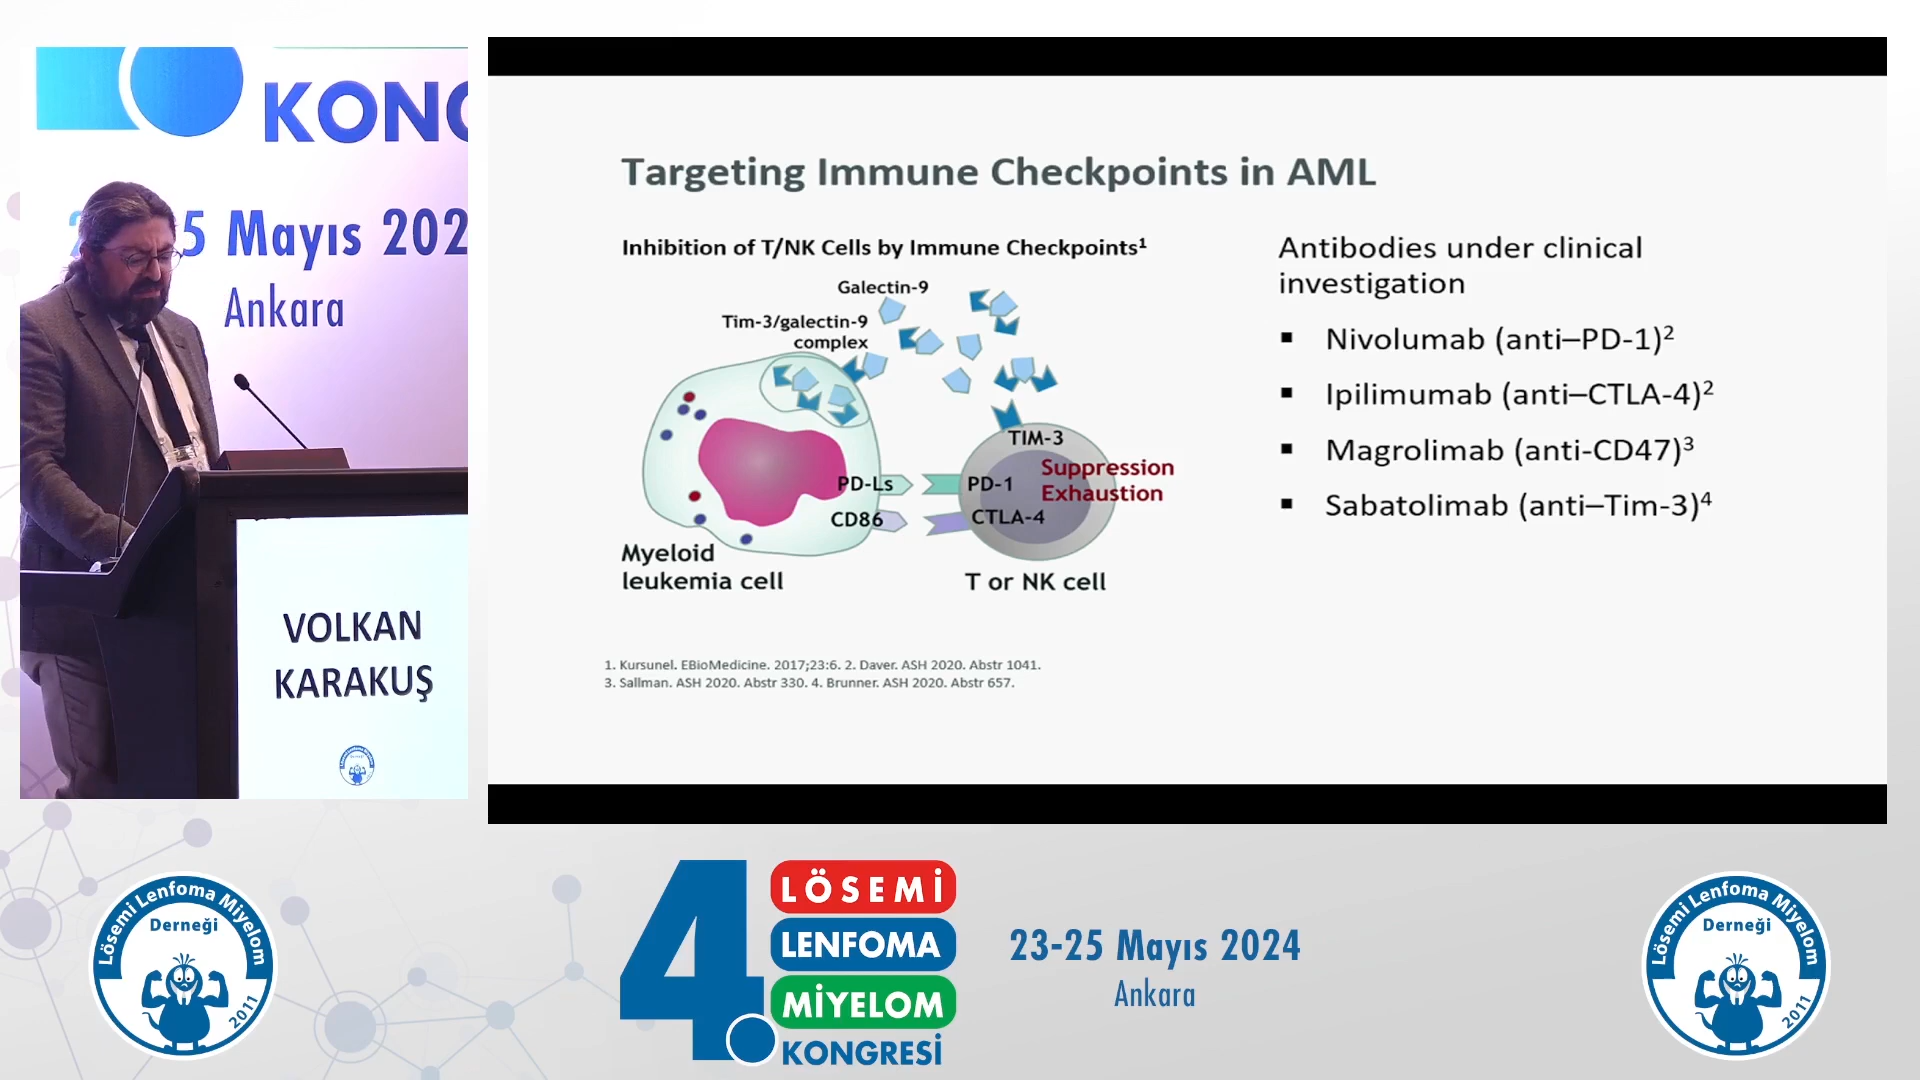 KONG
5 Mayıs 202
Ankara
VOLKAN
KARAKUŞ
Targeting Immune Checkpoints in AML
Inhibition of T/NK Cells by Immune Checkpoints¹
Galectin-9
Tim-3/galectin-9
complex
TIM-3
Suppression
Exhaustion
PD-Ls
PD-1
CD86
CTLA-4
Myeloid
leukemia cell
T or NK cell
Antibodies under clinical
investigation
▪ Nivolumab (anti–PD-1)²
▪ Ipilimumab (anti–CTLA-4)²
▪ Magrolimab (anti-CD47)³
▪ Sabatolimab (anti–Tim-3)⁴
1. Kursunel. EBioMedicine. 2017;23:6. 2. Daver. ASH 2020. Abstr 1041.
3. Sallman. ASH 2020. Abstr 330. 4. Brunner. ASH 2020. Abstr 657.
Lösemi Lenfoma Miyelom
Derneği
2011
4.
LÖSEMİ
LENFOMA
MİYELOM
KONGRESİ
23-25 Mayıs 2024
Ankara
Lösemi Lenfoma Miyelom
Derneği
2011